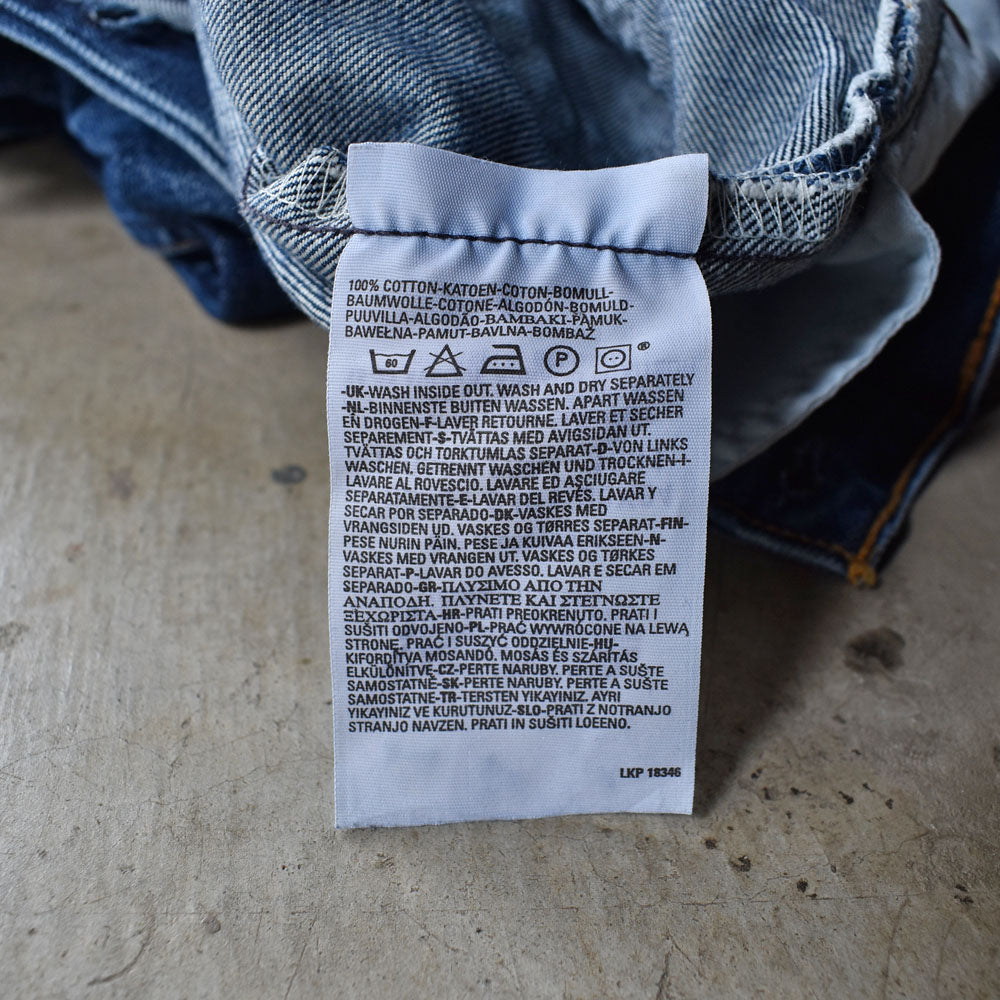 100% COTTON-KATOEN-COTON-BOMULL-
BAUMWOLLE-COTONE-ALGODÓN-BOMULD-
PUUVILLA-ALGODÃO-BAMBAKI-PAMUK-
BAWEŁNA-PAMUT-BAVLNA-BOMBAŽ
60 P ®
-UK-WASH INSIDE OUT. WASH AND DRY SEPARATELY
-NL-BINNENSTE BUITEN WASSEN. APART WASSEN
EN DROGEN-F-LAVER RETOURNE. LAVER ET SECHER
SEPAREMENT-S-TVÄTTAS MED AVIGSIDAN UT.
TVÄTTAS OCH TORKTUMLAS SEPARAT-D-VON LINKS
WASCHEN. GETRENNT WASCHEN UND TROCKNEN-I-
LAVARE AL ROVESCIO. LAVARE ED ASCIUGARE
SEPARATAMENTE-E-LAVAR DEL REVÉS. LAVAR Y
SECAR POR SEPARADO-DK-VASKES MED
VRANGSIDEN UD. VASKES OG TØRRES SEPARAT-FIN-
PESE NURIN PÄIN. PESE JA KUIVAA ERIKSEEN-N-
VASKES MED VRANGEN UT. VASKES OG TØRKES
SEPARAT-P-LAVAR DO AVESSO. LAVAR E SECAR EM
SEPARADO-GR-ΠΛΥΣΙΜΟ ΑΠΟ ΤΗΝ
ΑΝΑΠΟΔΗ. ΠΛΥΝΕΤΕ ΚΑΙ ΣΤΕΓΝΩΣΤΕ
ΞΕΧΩΡΙΣΤΑ-HR-PRATI PREOKRENUTO. PRATI I
SUŠITI ODVOJENO-PL-PRAĆ WYWRÓCONE NA LEWĄ
STRONĘ, PRAĆ I SUSZYĆ ODDZIELNIE-HU-
KIFORDÍTVA MOSANDÓ. MOSÁS ÉS SZÁRÍTÁS
ELKÜLÖNÍTVE-CZ-PERTE NARUBY. PERTE A SUŠTE
SAMOSTATNĚ-SK-PERTE NARUBY. PERTE A SUŠTE
SAMOSTATNE-TR-TERSTEN YIKAYINIZ. AYRI
YIKAYINIZ VE KURUTUNUZ-SLO-PRATI Z NOTRANJO
STRANJO NAVZEN. PRATI IN SUŠITI LOEENO.
LKP 18346